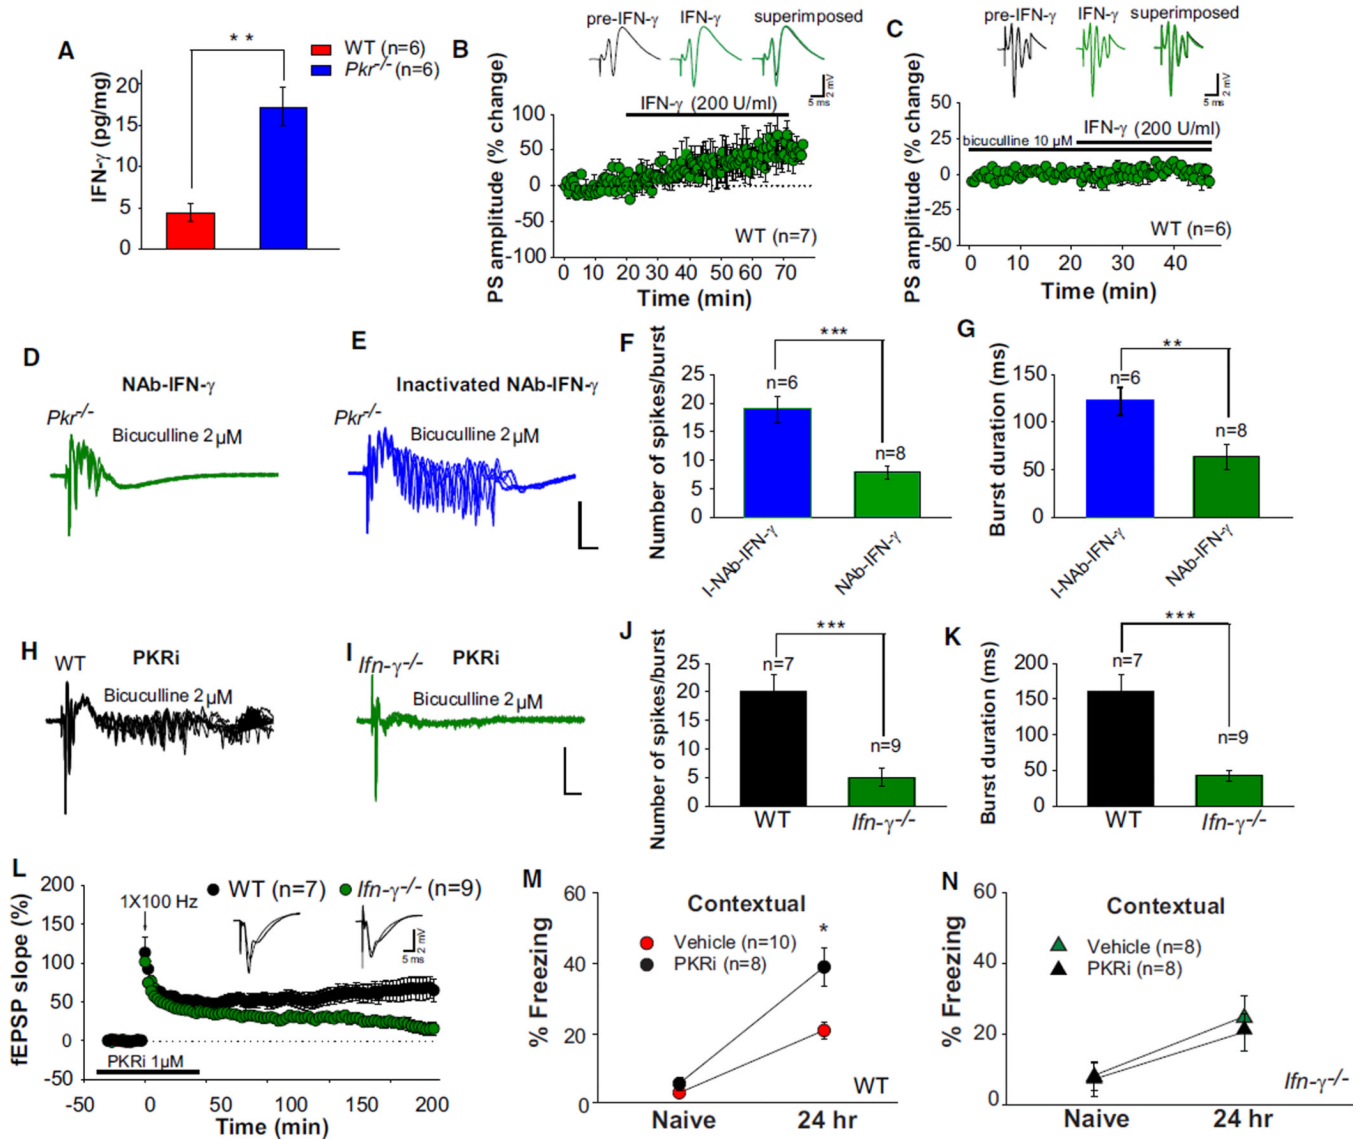 A
** 
WT (n=6)
Pkr-/- (n=6)
IFN-γ (pg/mg)
20
15
10
5
0
B
pre-IFN-γ IFN-γ superimposed
5 ms
2 mV
IFN-γ (200 U/ml)
PS amplitude (% change)
100
50
0
-50
-100
WT (n=7)
0 10 20 30 40 50 60 70
Time (min)
C
pre-IFN-γ IFN-γ superimposed
5 ms
2 mV
IFN-γ (200 U/ml)
bicuculline 10 µM
PS amplitude (% change)
50
25
0
-25
-50
WT (n=6)
0 10 20 30 40
Time (min)
D
NAb-IFN-γ
Pkr-/-
Bicuculline 2 µM
E
Inactivated NAb-IFN-γ
Pkr-/-
Bicuculline 2 µM
F
***
Number of spikes/burst
25
20
15
10
5
0
n=6
n=8
I-NAb-IFN-γ
NAb-IFN-γ
G
**
Burst duration (ms)
150
100
50
0
n=6
n=8
I-NAb-IFN-γ
NAb-IFN-γ
H
WT
PKRi
Bicuculline 2 µM
I
Ifn-γ-/-
PKRi
Bicuculline 2 µM
J
***
Number of spikes/burst
25
20
15
10
5
0
n=7
n=9
WT
Ifn-γ-/-
K
***
Burst duration (ms)
200
150
100
50
0
n=7
n=9
WT
Ifn-γ-/-
L
fEPSP slope (%)
200
150
100
50
0
-50
1X100 Hz
WT (n=7)
Ifn-γ-/- (n=9)
5 ms
2 mV
PKRi 1µM
-50 0 50 100 150 200
Time (min)
M
Contextual
Vehicle (n=10)
PKRi (n=8)
*
% Freezing
60
40
20
0
WT
Naive
24 hr
N
Contextual
Vehicle (n=8)
PKRi (n=8)
% Freezing
60
40
20
0
Ifn-γ-/-
Naive
24 hr